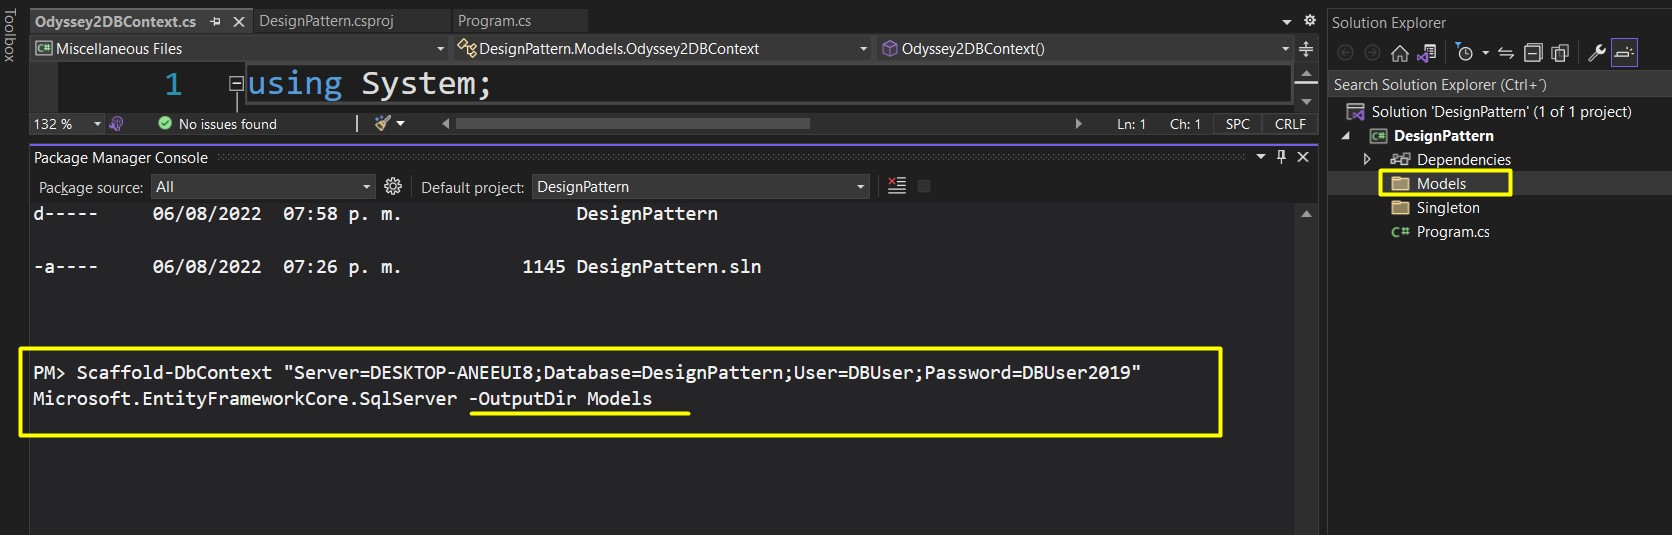 Toolbox
Odyssey2DBContext.cs
DesignPattern.csproj
Program.cs
Miscellaneous Files
DesignPattern.Models.Odyssey2DBContext
Odyssey2DBContext()
1
using System;
132 %
No issues found
Ln: 1
Ch: 1
SPC
CRLF
Package Manager Console
Package source:
All
Default project:
DesignPattern
d----- 06/08/2022 07:58 p. m. DesignPattern
-a---- 06/08/2022 07:26 p. m. 1145 DesignPattern.sln
PM> Scaffold-DbContext "Server=DESKTOP-ANEEUI8;Database=DesignPattern;User=DBUser;Password=DBUser2019"
Microsoft.EntityFrameworkCore.SqlServer -OutputDir Models
Solution Explorer
Search Solution Explorer (Ctrl+´)
Solution 'DesignPattern' (1 of 1 project)
C# DesignPattern
Dependencies
Models
Singleton
C# Program.cs